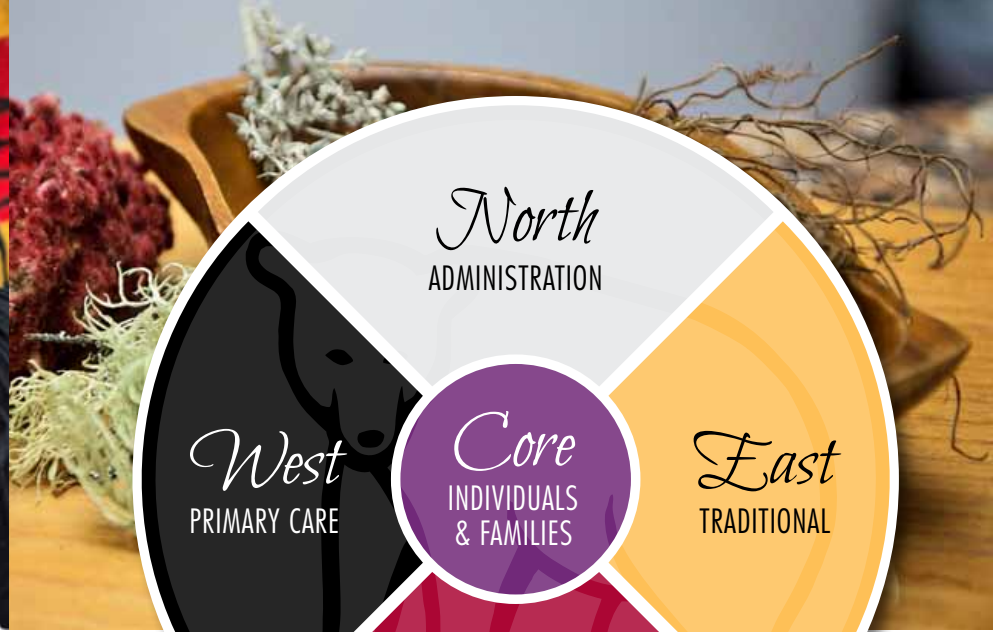 North
ADMINISTRATION
West
PRIMARY CARE
Core
INDIVIDUALS
& FAMILIES
East
TRADITIONAL